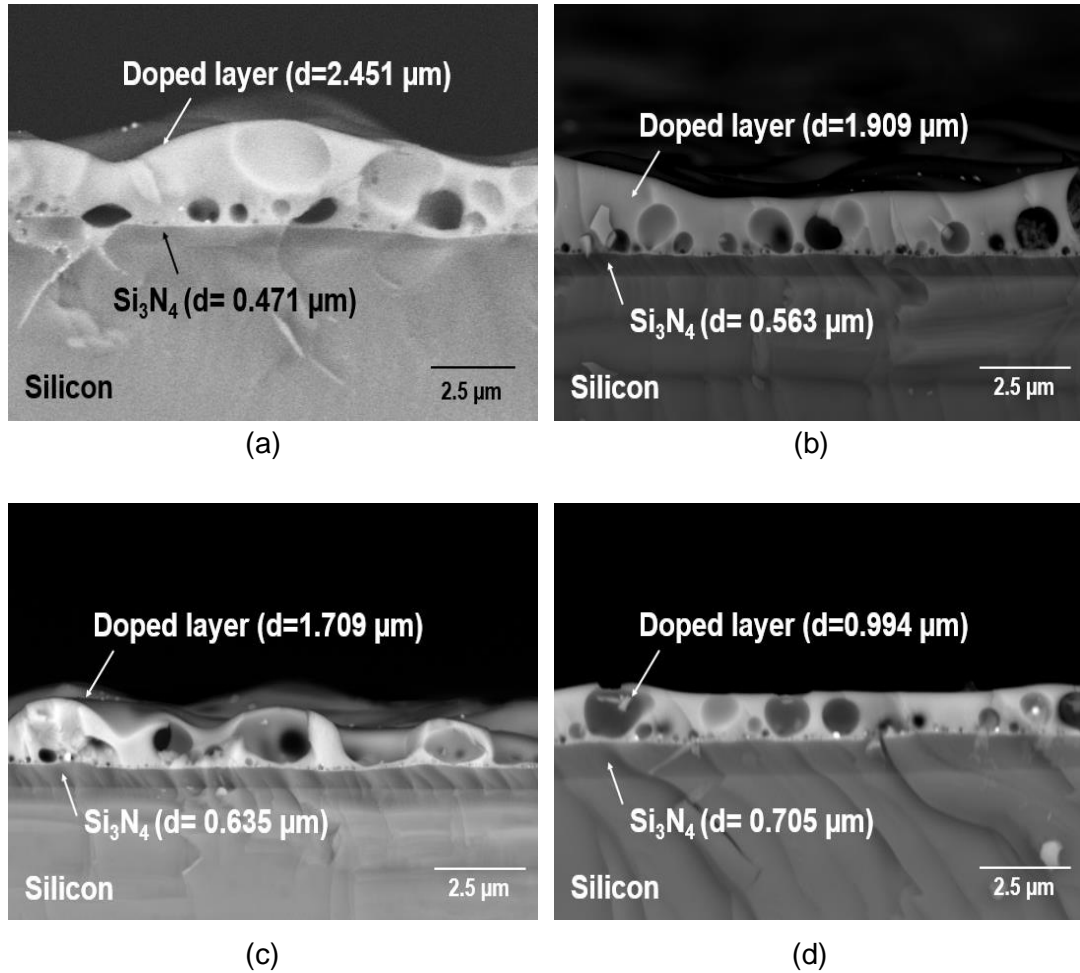 Doped layer (d=2.451 µm)
Si₃N₄ (d= 0.471 µm)
Silicon
2.5 µm
(a)
Doped layer (d=1.909 µm)
Si₃N₄ (d= 0.563 µm)
Silicon
2.5 µm
(b)
Doped layer (d=1.709 µm)
Si₃N₄ (d= 0.635 µm)
Silicon
2.5 µm
(c)
Doped layer (d=0.994 µm)
Si₃N₄ (d= 0.705 µm)
Silicon
2.5 µm
(d)